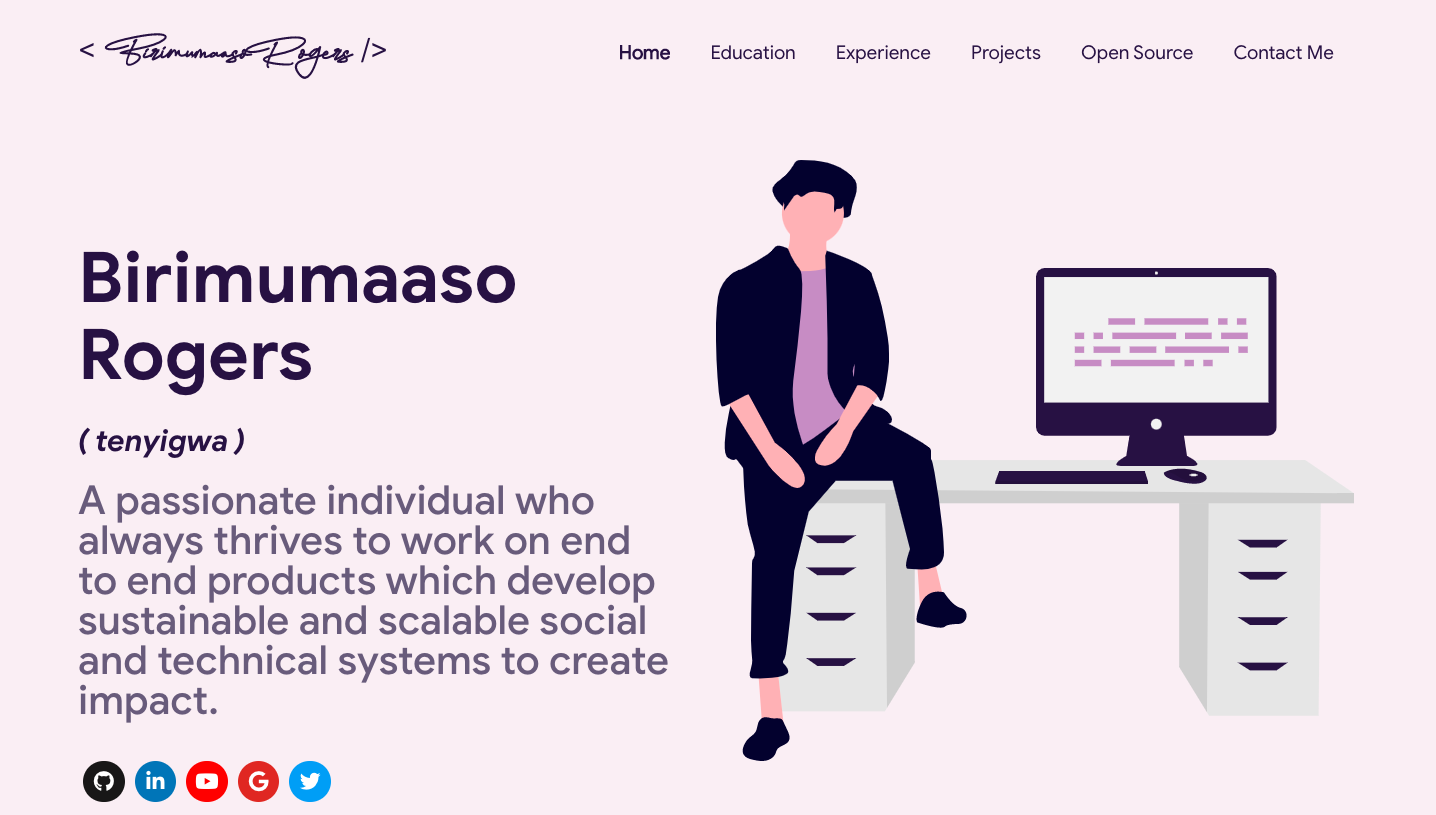 < Birimumaaso Rogers />
Home Education Experience Projects Open Source Contact Me
Birimumaaso
Rogers
( tenyigwa )
A passionate individual who
always thrives to work on end
to end products which develop
sustainable and scalable social
and technical systems to create
impact.